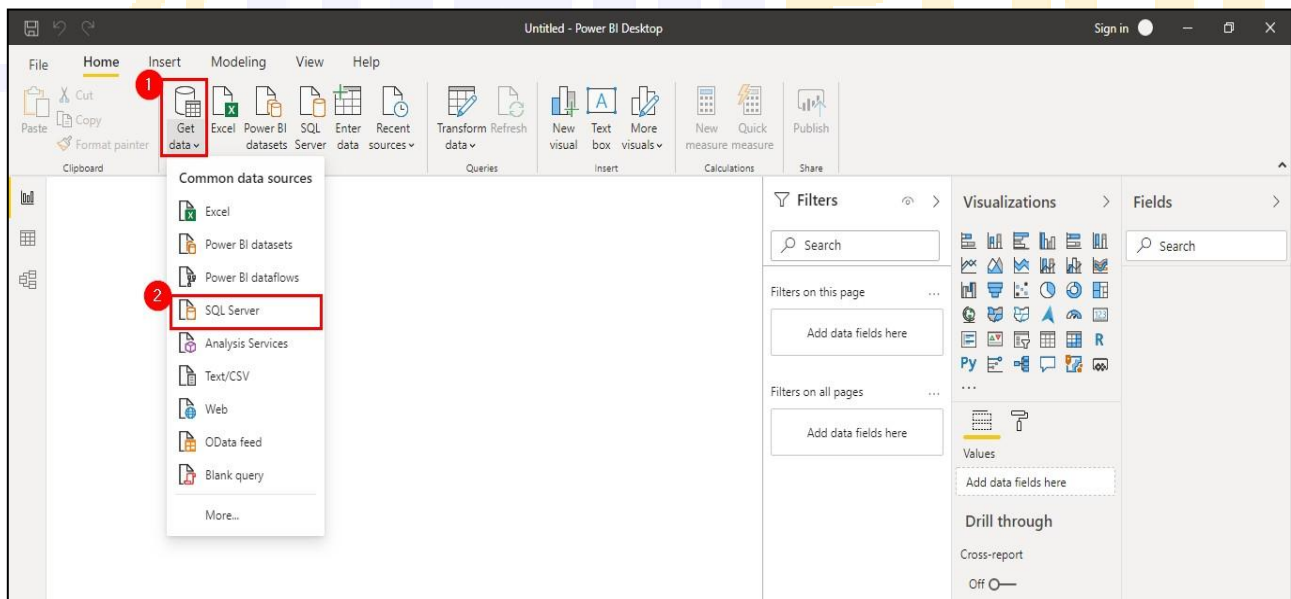 Untitled - Power BI Desktop
Sign in
File Home Insert Modeling View Help
1
Paste
Cut
Copy
Format painter
Clipboard
Get data
Excel
Power BI datasets
SQL Server
Enter data
Recent sources
Transform data
Refresh
Queries
New visual
Text box
More visuals
Insert
New measure
Quick measure
Calculations
Publish
Share
Common data sources
Excel
Power BI datasets
Power BI dataflows
2
SQL Server
Analysis Services
Text/CSV
Web
OData feed
Blank query
More...
Filters
Search
Filters on this page
...
Add data fields here
Filters on all pages
...
Add data fields here
Visualizations
123
R
Py
...
Values
Add data fields here
Drill through
Cross-report
Off
Fields
Search